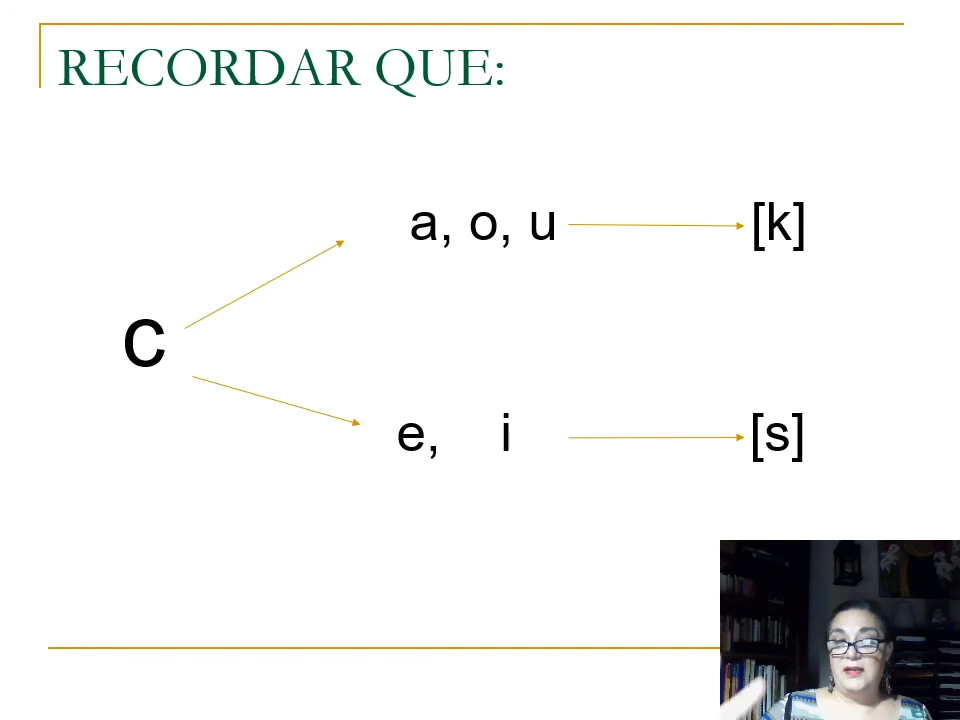 RECORDAR QUE:
a, o, u [k]
c
e, i [s]